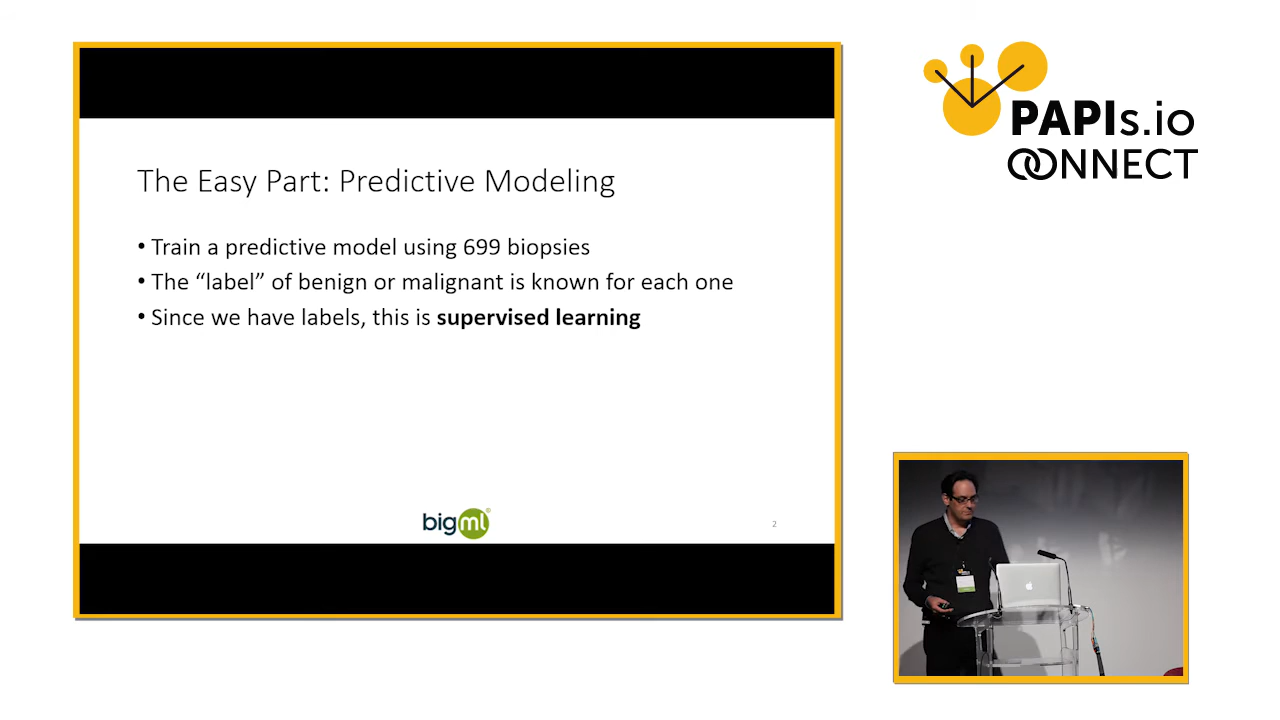 The Easy Part: Predictive Modeling
• Train a predictive model using 699 biopsies
• The “label” of benign or malignant is known for each one
• Since we have labels, this is supervised learning
bigml
2
PAPIs.io
CONNECT